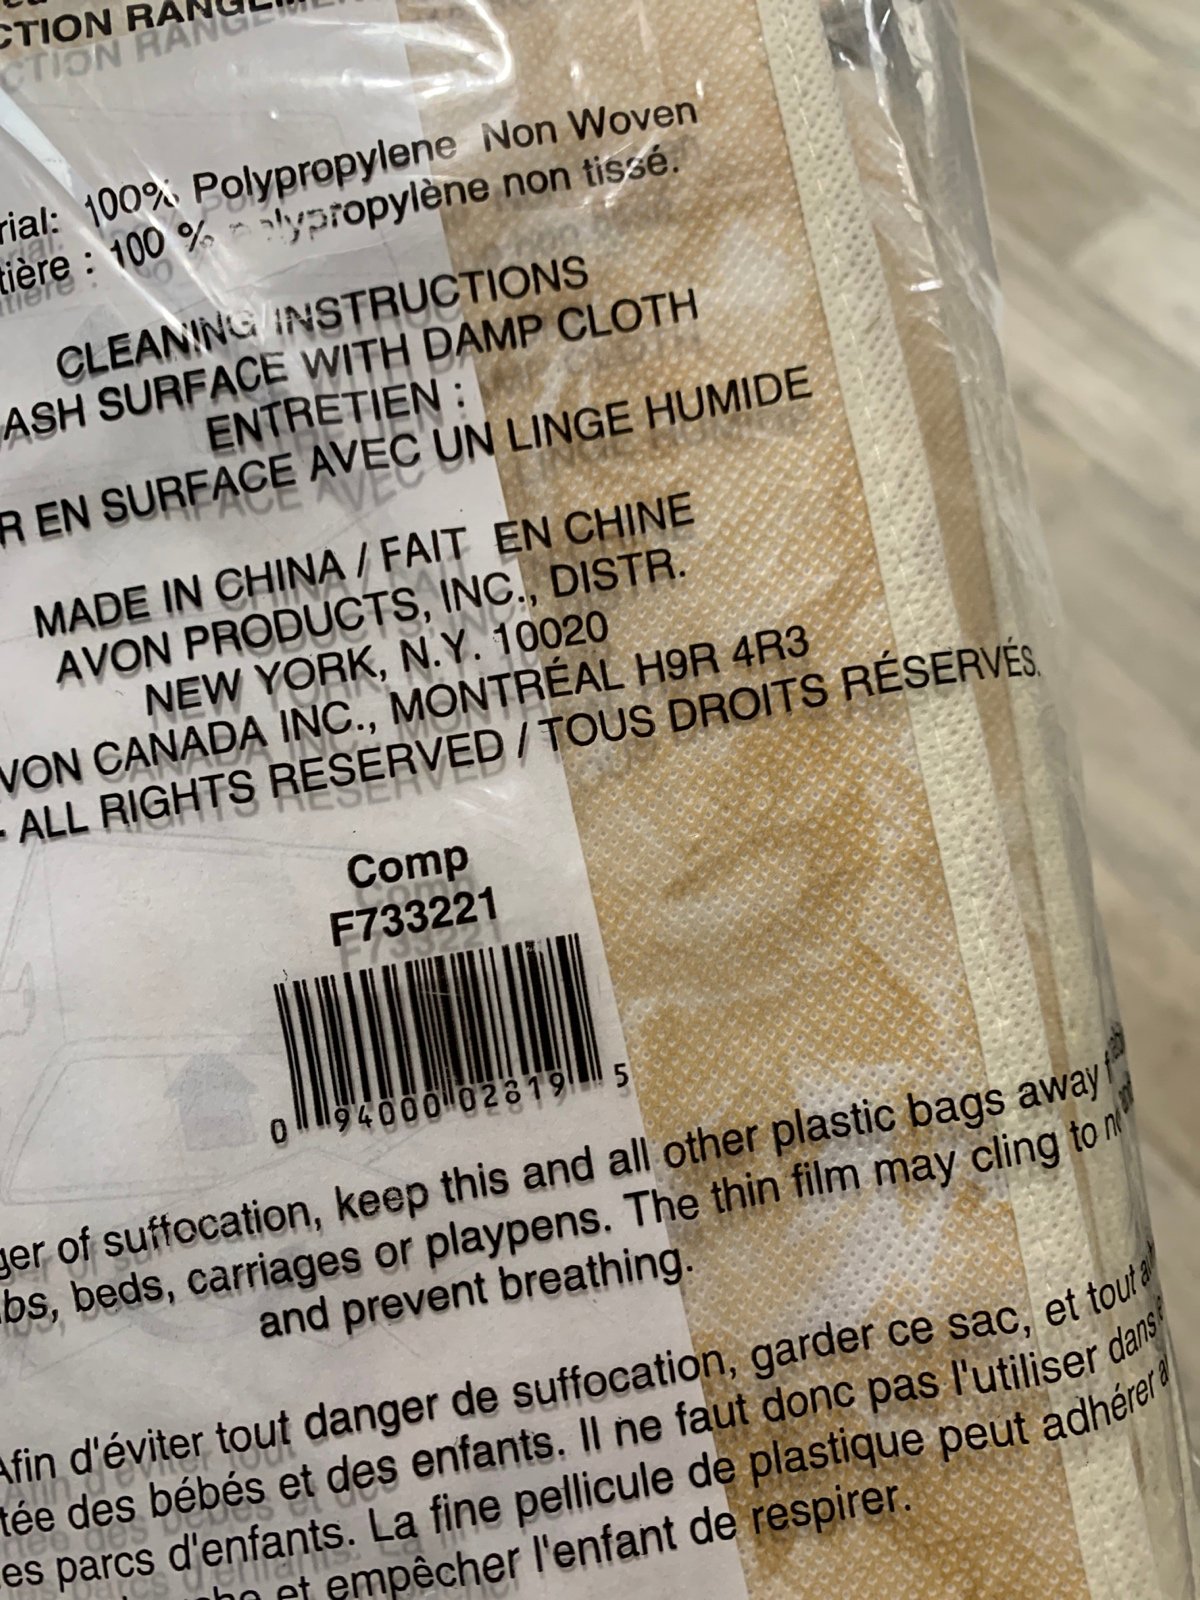 CTION RANGEM
rial: 100% Polypropylene Non Woven
tière : 100 % polypropylène non tissé.
CLEANING INSTRUCTIONS
ASH SURFACE WITH DAMP CLOTH
ENTRETIEN :
R EN SURFACE AVEC UN LINGE HUMIDE
MADE IN CHINA / FAIT EN CHINE
AVON PRODUCTS, INC., DISTR.
NEW YORK, N.Y. 10020
VON CANADA INC., MONTRÉAL H9R 4R3
- ALL RIGHTS RESERVED / TOUS DROITS RÉSERVÉS.
Comp
F733221
0 94000 02819 5
ger of suffocation, keep this and all other plastic bags away
bs, beds, carriages or playpens. The thin film may cling to
and prevent breathing.
Afin d'éviter tout danger de suffocation, garder ce sac, et tout
tée des bébés et des enfants. Il ne faut donc pas l'utiliser dans
es parcs d'enfants. La fine pellicule de plastique peut adhérer
et empêcher l'enfant de respirer.